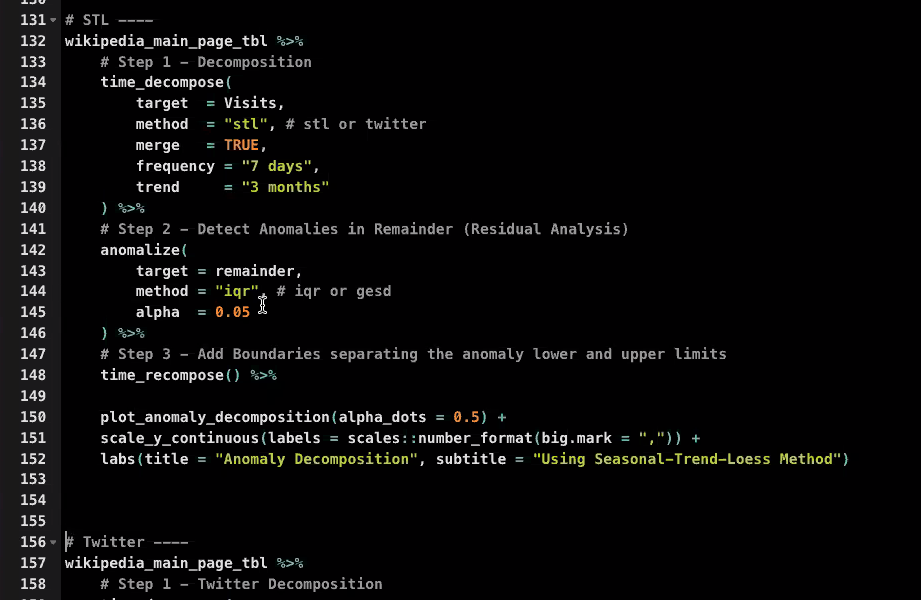 131 # STL ----
132 wikipedia_main_page_tbl %>%
133     # Step 1 - Decomposition
134     time_decompose(
135         target  = Visits,
136         method  = "stl", # stl or twitter
137         merge   = TRUE,
138         frequency = "7 days",
139         trend     = "3 months"
140     ) %>%
141     # Step 2 - Detect Anomalies in Remainder (Residual Analysis)
142     anomalize(
143         target = remainder,
144         method = "iqr", # iqr or gesd
145         alpha  = 0.05
146     ) %>%
147     # Step 3 - Add Boundaries separating the anomaly lower and upper limits
148     time_recompose() %>%
149
150     plot_anomaly_decomposition(alpha_dots = 0.5) +
151     scale_y_continuous(labels = scales::number_format(big.mark = ",")) +
152     labs(title = "Anomaly Decomposition", subtitle = "Using Seasonal-Trend-Loess Method")
153
154
155
156 # Twitter ----
157 wikipedia_main_page_tbl %>%
158     # Step 1 - Twitter Decomposition